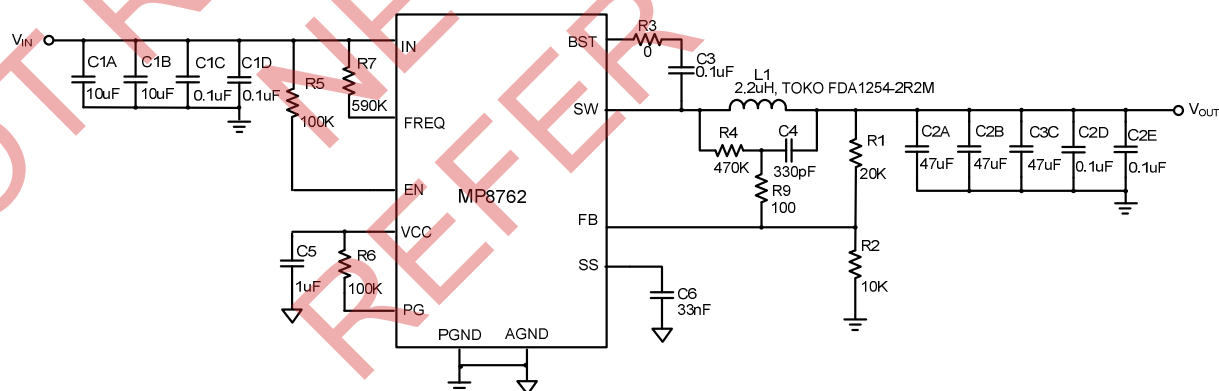 VIN
C1A
10uF
C1B
10uF
C1C
0.1uF
C1D
0.1uF
R5
100K
R7
590K
IN
FREQ
EN
VCC
PG
C5
1uF
R6
100K
MP8762
PGND
AGND
BST
SW
FB
SS
R3
0
C3
0.1uF
L1
2.2uH, TOKO FDA1254-2R2M
R4
470K
C4
330pF
R9
100
R1
20K
R2
10K
C6
33nF
C2A
47uF
C2B
47uF
C3C
47uF
C2D
0.1uF
C2E
0.1uF
VOUT
REFER